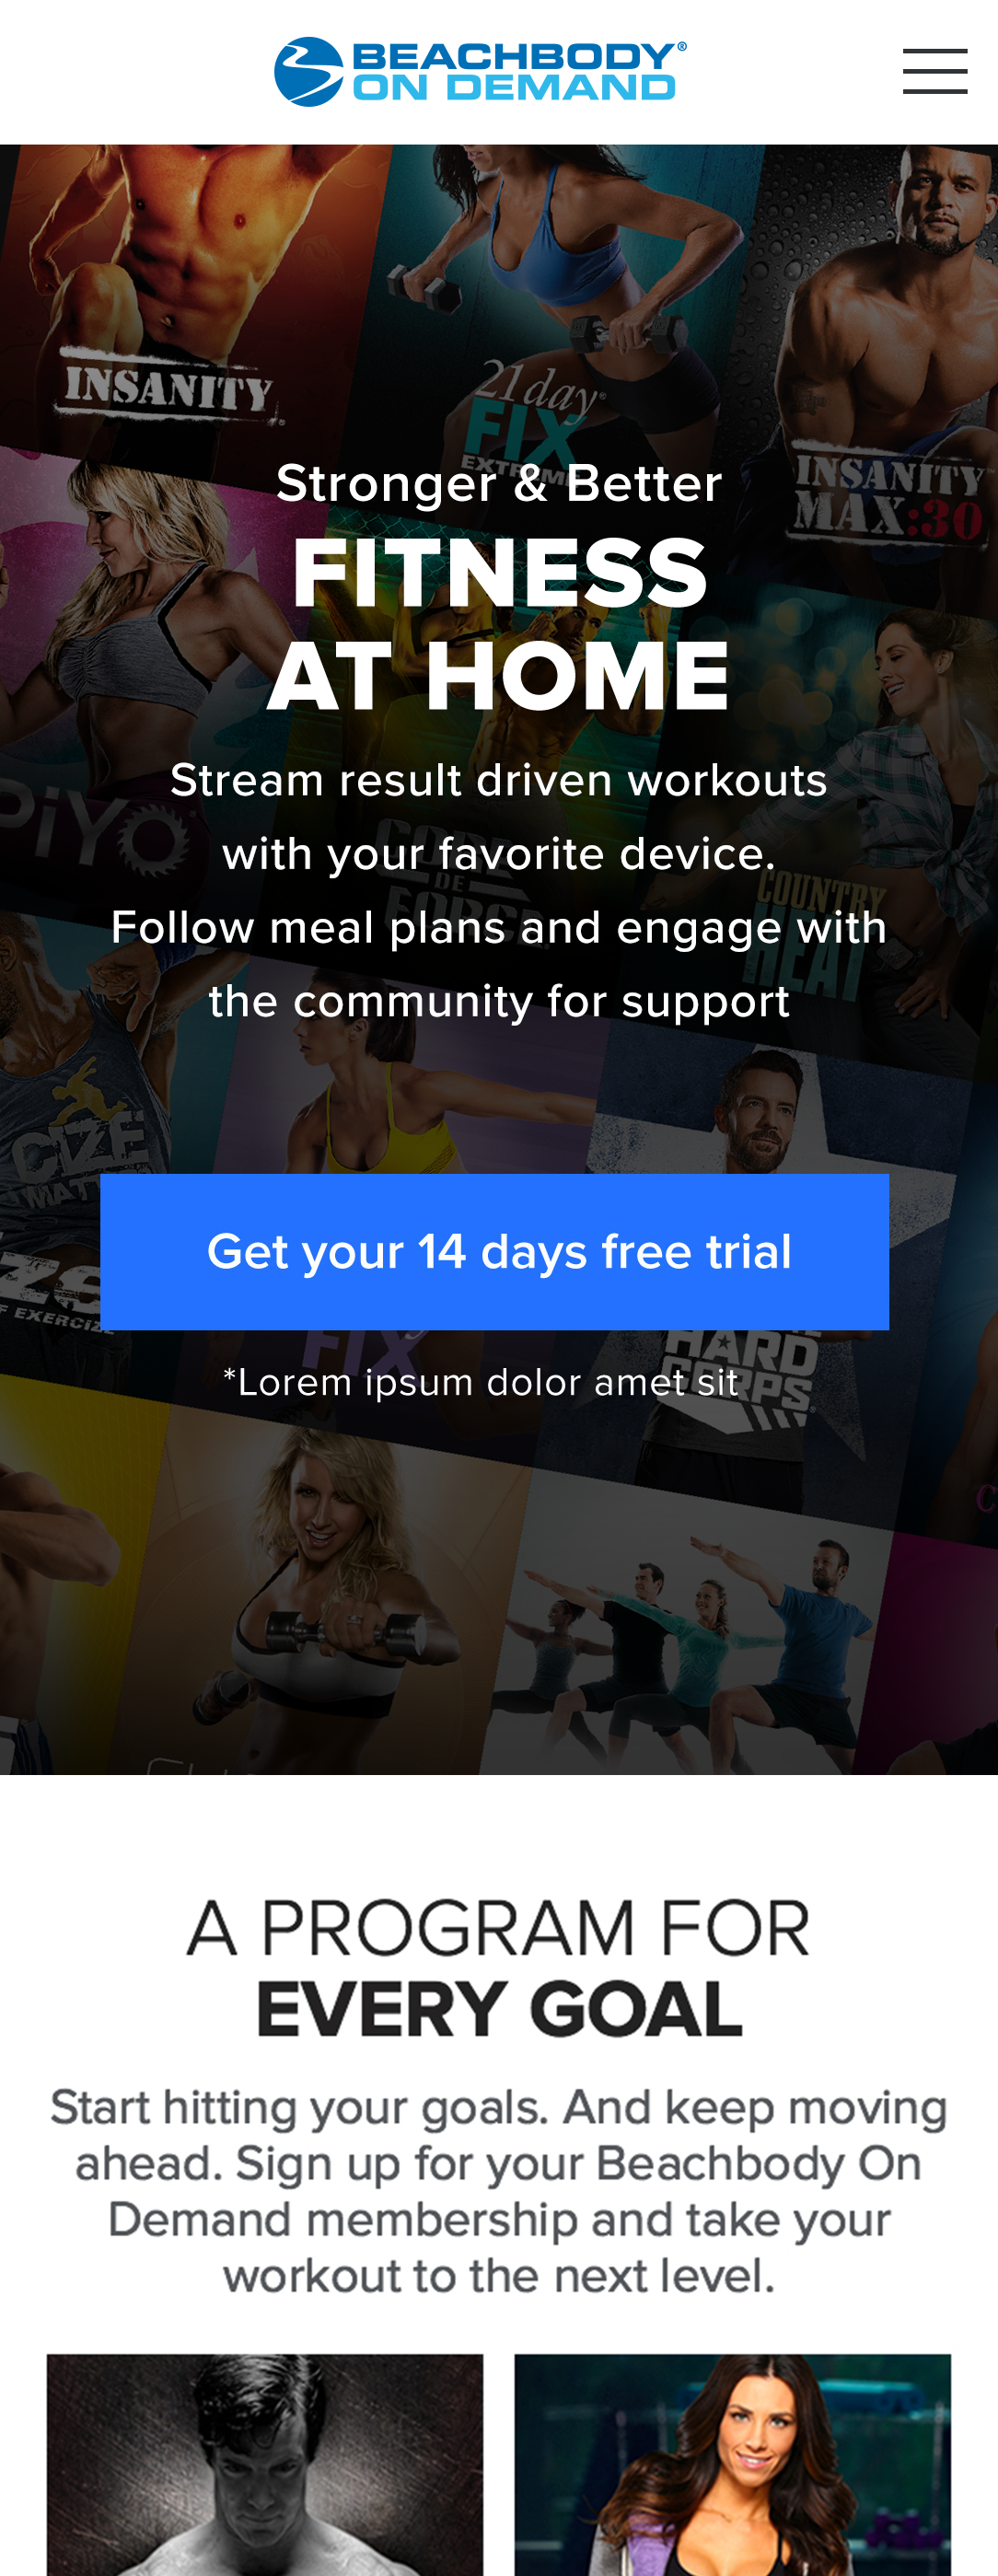 BEACHBODY®
ON DEMAND
INSANITY
21 day
FIX
EXTREME
INSANITY
MAX:30
Stronger & Better
FITNESS
AT HOME
PiYO
Stream result driven workouts
with your favorite device.
CORE
DE
FORCE
COUNTRY
HEAT
Follow meal plans and engage with
the community for support
CIZE
Get your 14 days free trial
F EXERCIZE
FIX
HARD
CORPS
*Lorem ipsum dolor amet sit
A PROGRAM FOR
EVERY GOAL
Start hitting your goals. And keep moving
ahead. Sign up for your Beachbody On
Demand membership and take your
workout to the next level.